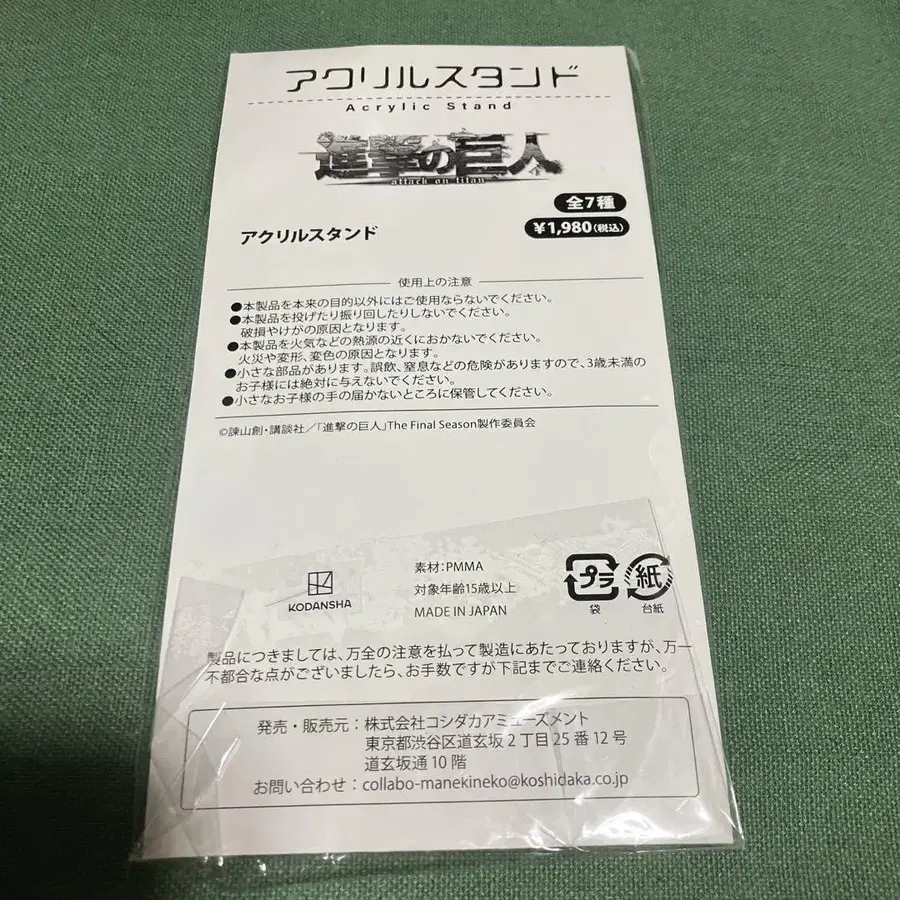 アクリルスタンド
Acrylic Stand
進撃の巨人
attack on titan
全7種
¥1,980(税込)
アクリルスタンド
使用上の注意
●本製品を本来の目的以外にはご使用ならないでください。
●本製品を投げたり振り回したりしないでください。
破損やけがの原因となります。
●本製品を火気などの熱源の近くにおかないでください。
火災や変形、変色の原因となります。
●小さな部品があります。誤飲、窒息などの危険がありますので、3歳未満の
お子様には絶対に与えないでください。
●小さなお子様の手の届かないところに保管してください。
©諫山創・講談社／「進撃の巨人」The Final Season製作委員会
KODANSHA
素材:PMMA
対象年齢15歳以上
MADE IN JAPAN
プラ
袋
紙
台紙
製品につきましては、万全の注意を払って製造にあたっておりますが、万一
不都合な点がございましたら、お手数ですが下記までご連絡ください。
発売・販売元：株式会社コシダカアミューズメント
東京都渋谷区道玄坂2丁目25番12号
道玄坂通10階
お問い合わせ：collabo-manekineko@koshidaka.co.jp